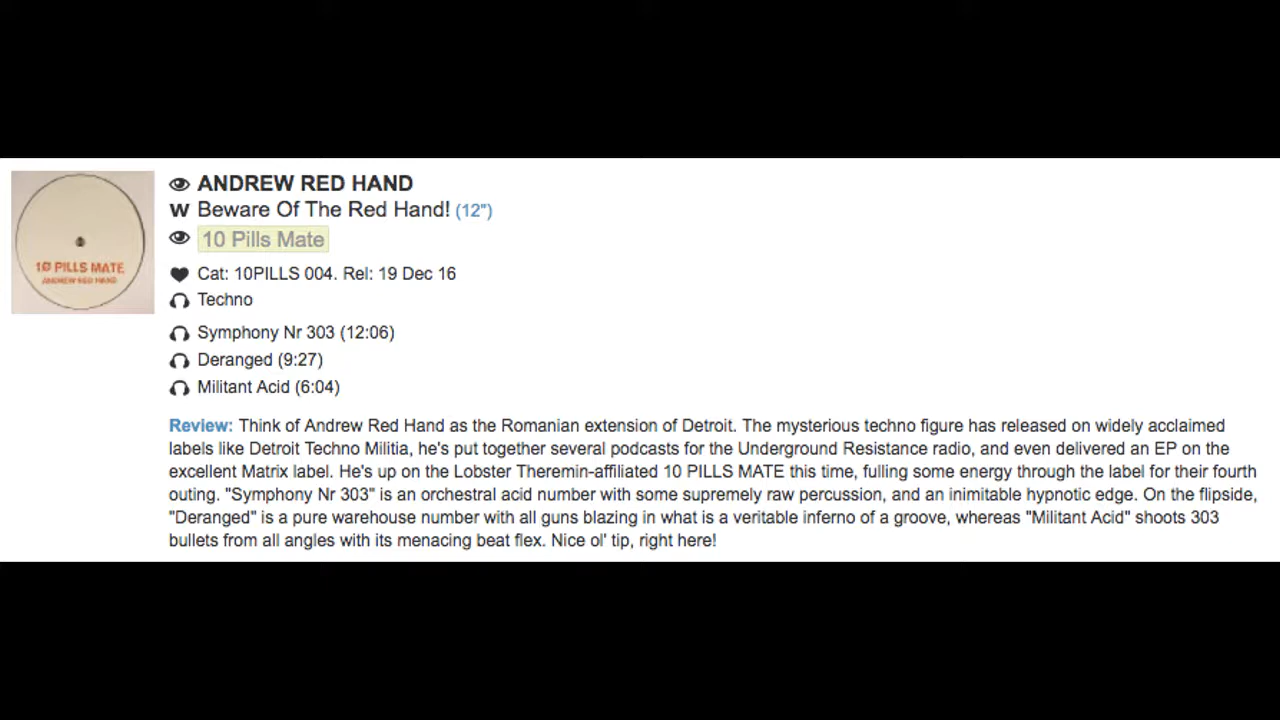 10 PILLS MATE
ANDREW RED HAND
ANDREW RED HAND
W Beware Of The Red Hand! (12")
10 Pills Mate
Cat: 10PILLS 004. Rel: 19 Dec 16
Techno
Symphony Nr 303 (12:06)
Deranged (9:27)
Militant Acid (6:04)
Review: Think of Andrew Red Hand as the Romanian extension of Detroit. The mysterious techno figure has released on widely acclaimed
labels like Detroit Techno Militia, he's put together several podcasts for the Underground Resistance radio, and even delivered an EP on the
excellent Matrix label. He's up on the Lobster Theremin-affiliated 10 PILLS MATE this time, fulling some energy through the label for their fourth
outing. "Symphony Nr 303" is an orchestral acid number with some supremely raw percussion, and an inimitable hypnotic edge. On the flipside,
"Deranged" is a pure warehouse number with all guns blazing in what is a veritable inferno of a groove, whereas "Militant Acid" shoots 303
bullets from all angles with its menacing beat flex. Nice ol' tip, right here!